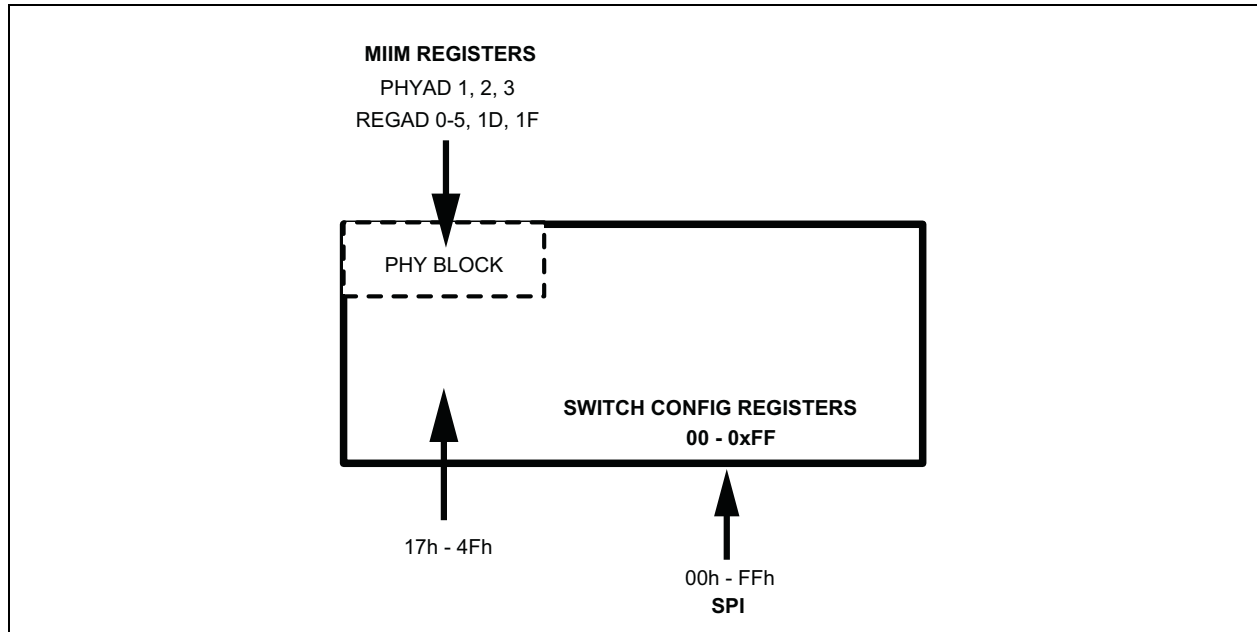 MIIM REGISTERS
PHYAD 1, 2, 3
REGAD 0-5, 1D, 1F
PHY BLOCK
SWITCH CONFIG REGISTERS
00 - 0xFF
17h - 4Fh
00h - FFh
SPI